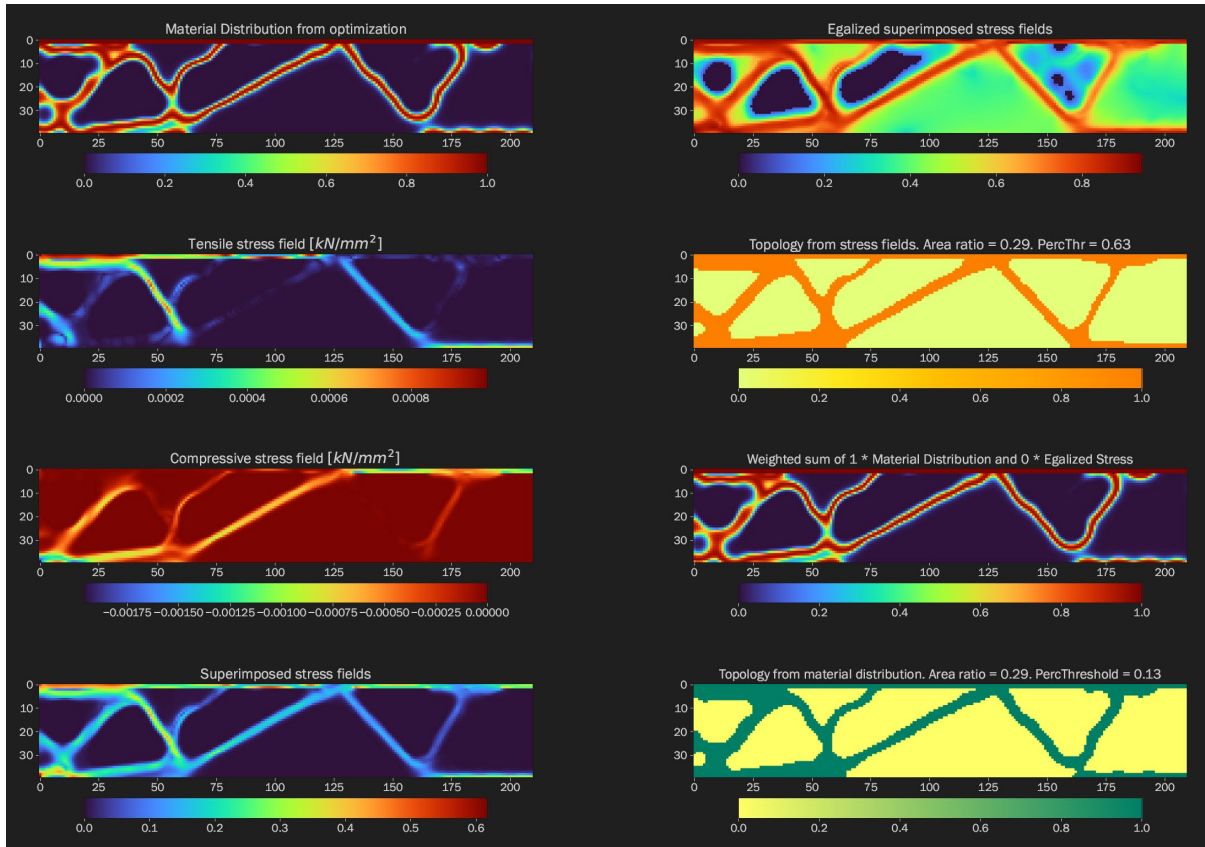 Material Distribution from optimization
0
10
20
30
0 25 50 75 100 125 150 175 200
0.0 0.2 0.4 0.6 0.8 1.0
Egalized superimposed stress fields
0
10
20
30
0 25 50 75 100 125 150 175 200
0.0 0.2 0.4 0.6 0.8
Tensile stress field [kN/mm²]
0
10
20
30
0 25 50 75 100 125 150 175 200
0.0000 0.0002 0.0004 0.0006 0.0008
Topology from stress fields. Area ratio = 0.29. PercThr = 0.63
0
10
20
30
0 25 50 75 100 125 150 175 200
0.0 0.2 0.4 0.6 0.8 1.0
Compressive stress field [kN/mm²]
0
10
20
30
0 25 50 75 100 125 150 175 200
−0.00175 −0.00150 −0.00125 −0.00100 −0.00075 −0.00050 −0.00025 0.00000
Weighted sum of 1 * Material Distribution and 0 * Egalized Stress
0
10
20
30
0 25 50 75 100 125 150 175 200
0.0 0.2 0.4 0.6 0.8 1.0
Superimposed stress fields
0
10
20
30
0 25 50 75 100 125 150 175 200
0.0 0.1 0.2 0.3 0.4 0.5 0.6
Topology from material distribution. Area ratio = 0.29. PercThreshold = 0.13
0
10
20
30
0 25 50 75 100 125 150 175 200
0.0 0.2 0.4 0.6 0.8 1.0